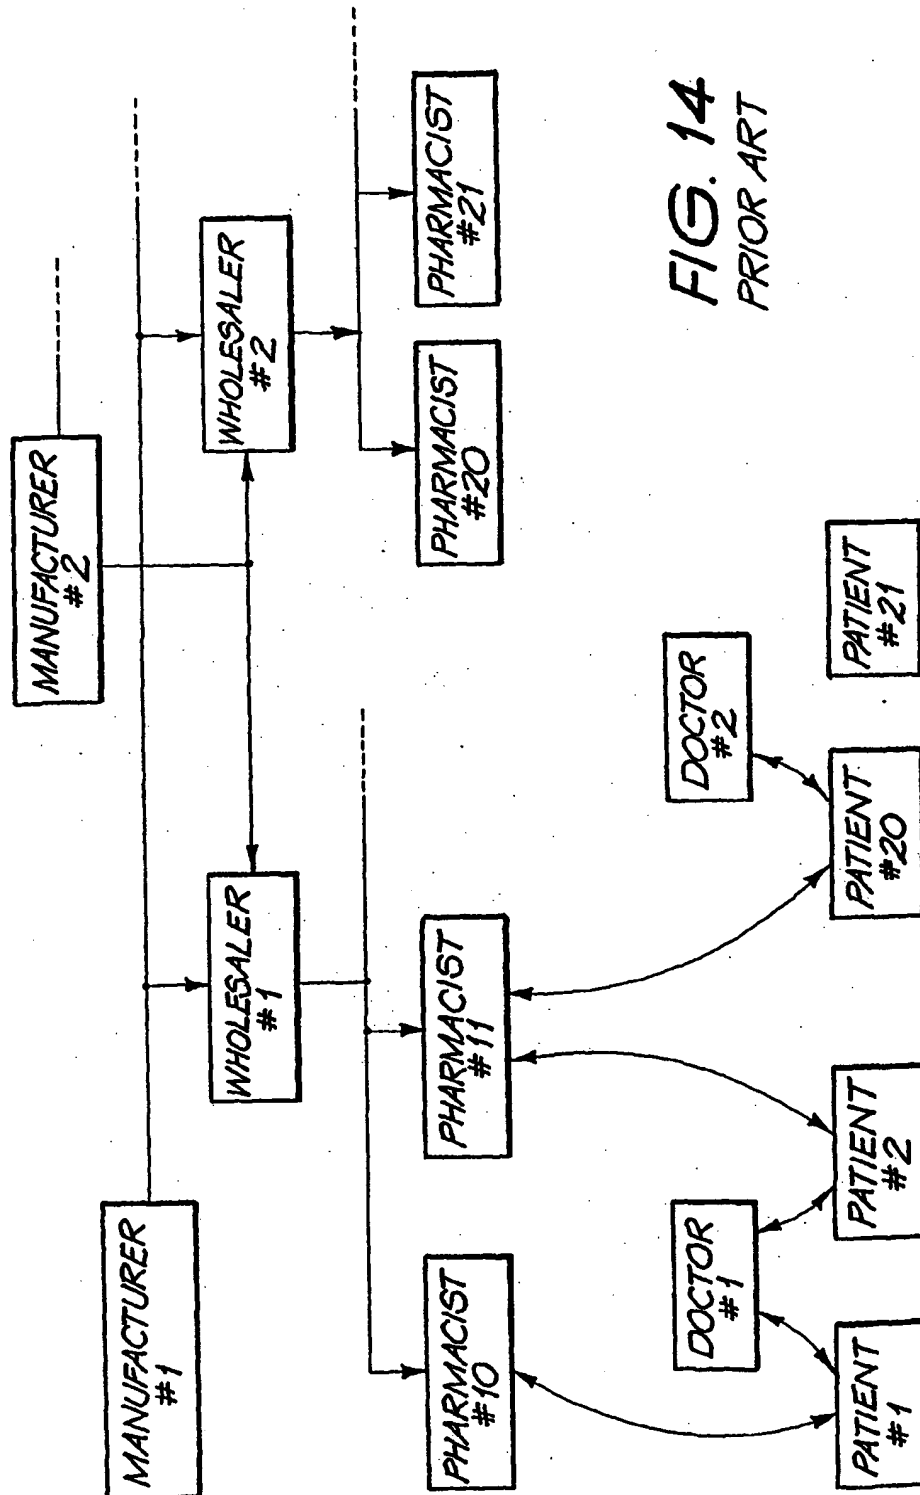 MANUFACTURER
#1
MANUFACTURER
#2
WHOLESALER
#1
WHOLESALER
#2
PHARMACIST
#10
PHARMACIST
#11
PHARMACIST
#20
PHARMACIST
#21
DOCTOR
#1
DOCTOR
#2
PATIENT
#1
PATIENT
#2
PATIENT
#20
PATIENT
#21
FIG. 14
PRIOR ART